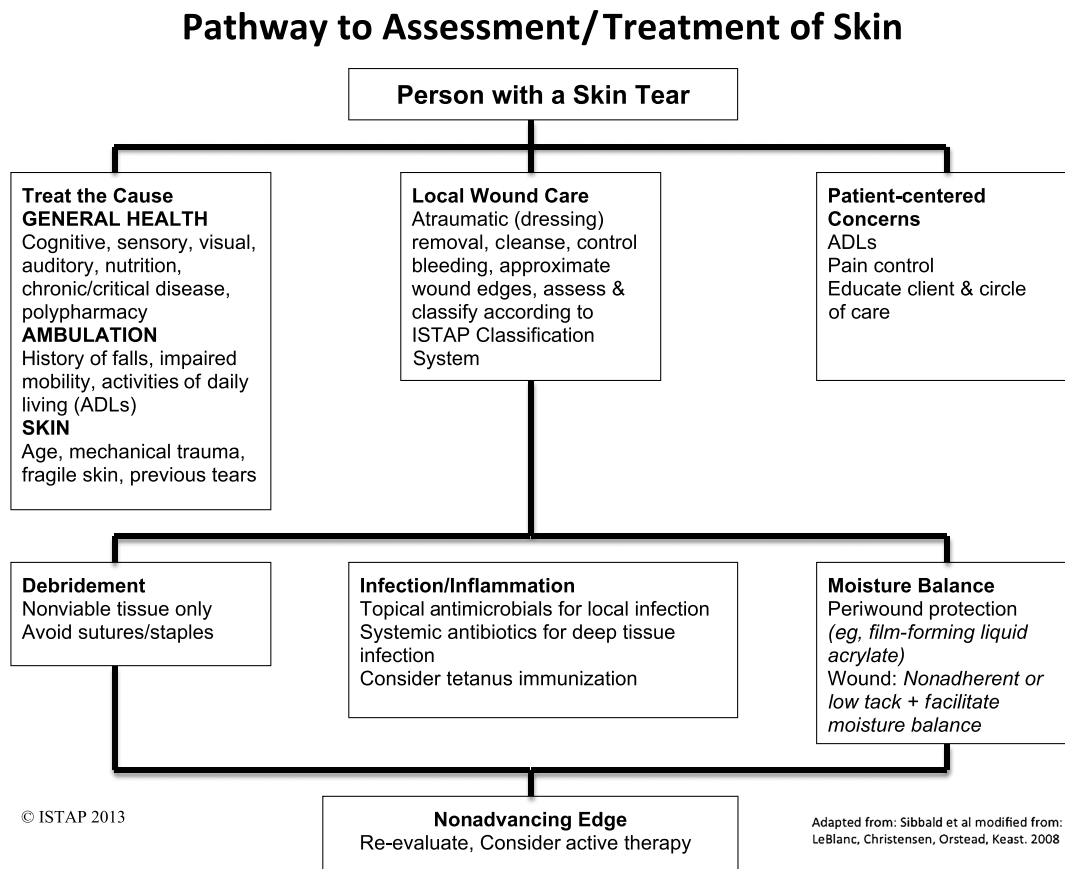 Pathway to Assessment/Treatment of Skin
Person with a Skin Tear
Treat the Cause
GENERAL HEALTH
Cognitive, sensory, visual,
auditory, nutrition,
chronic/critical disease,
polypharmacy
AMBULATION
History of falls, impaired
mobility, activities of daily
living (ADLs)
SKIN
Age, mechanical trauma,
fragile skin, previous tears
Local Wound Care
Atraumatic (dressing)
removal, cleanse, control
bleeding, approximate
wound edges, assess &
classify according to
ISTAP Classification
System
Patient-centered
Concerns
ADLs
Pain control
Educate client & circle
of care
Debridement
Nonviable tissue only
Avoid sutures/staples
Infection/Inflammation
Topical antimicrobials for local infection
Systemic antibiotics for deep tissue
infection
Consider tetanus immunization
Moisture Balance
Periwound protection
(eg, film-forming liquid
acrylate)
Wound: Nonadherent or
low tack + facilitate
moisture balance
Nonadvancing Edge
Re-evaluate, Consider active therapy
© ISTAP 2013
Adapted from: Sibbald et al modified from:
LeBlanc, Christensen, Orstead, Keast. 2008